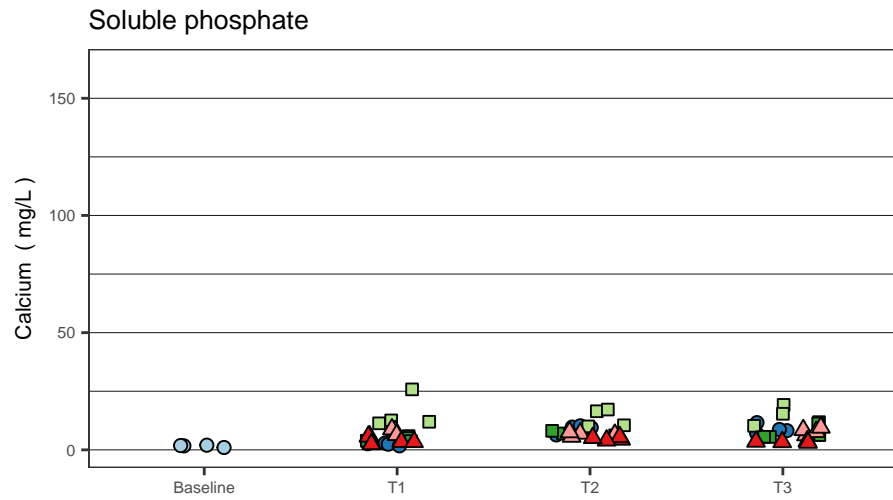 Soluble phosphate
Calcium ( mg/L )
150
100
50
0
Baseline T1 T2 T3